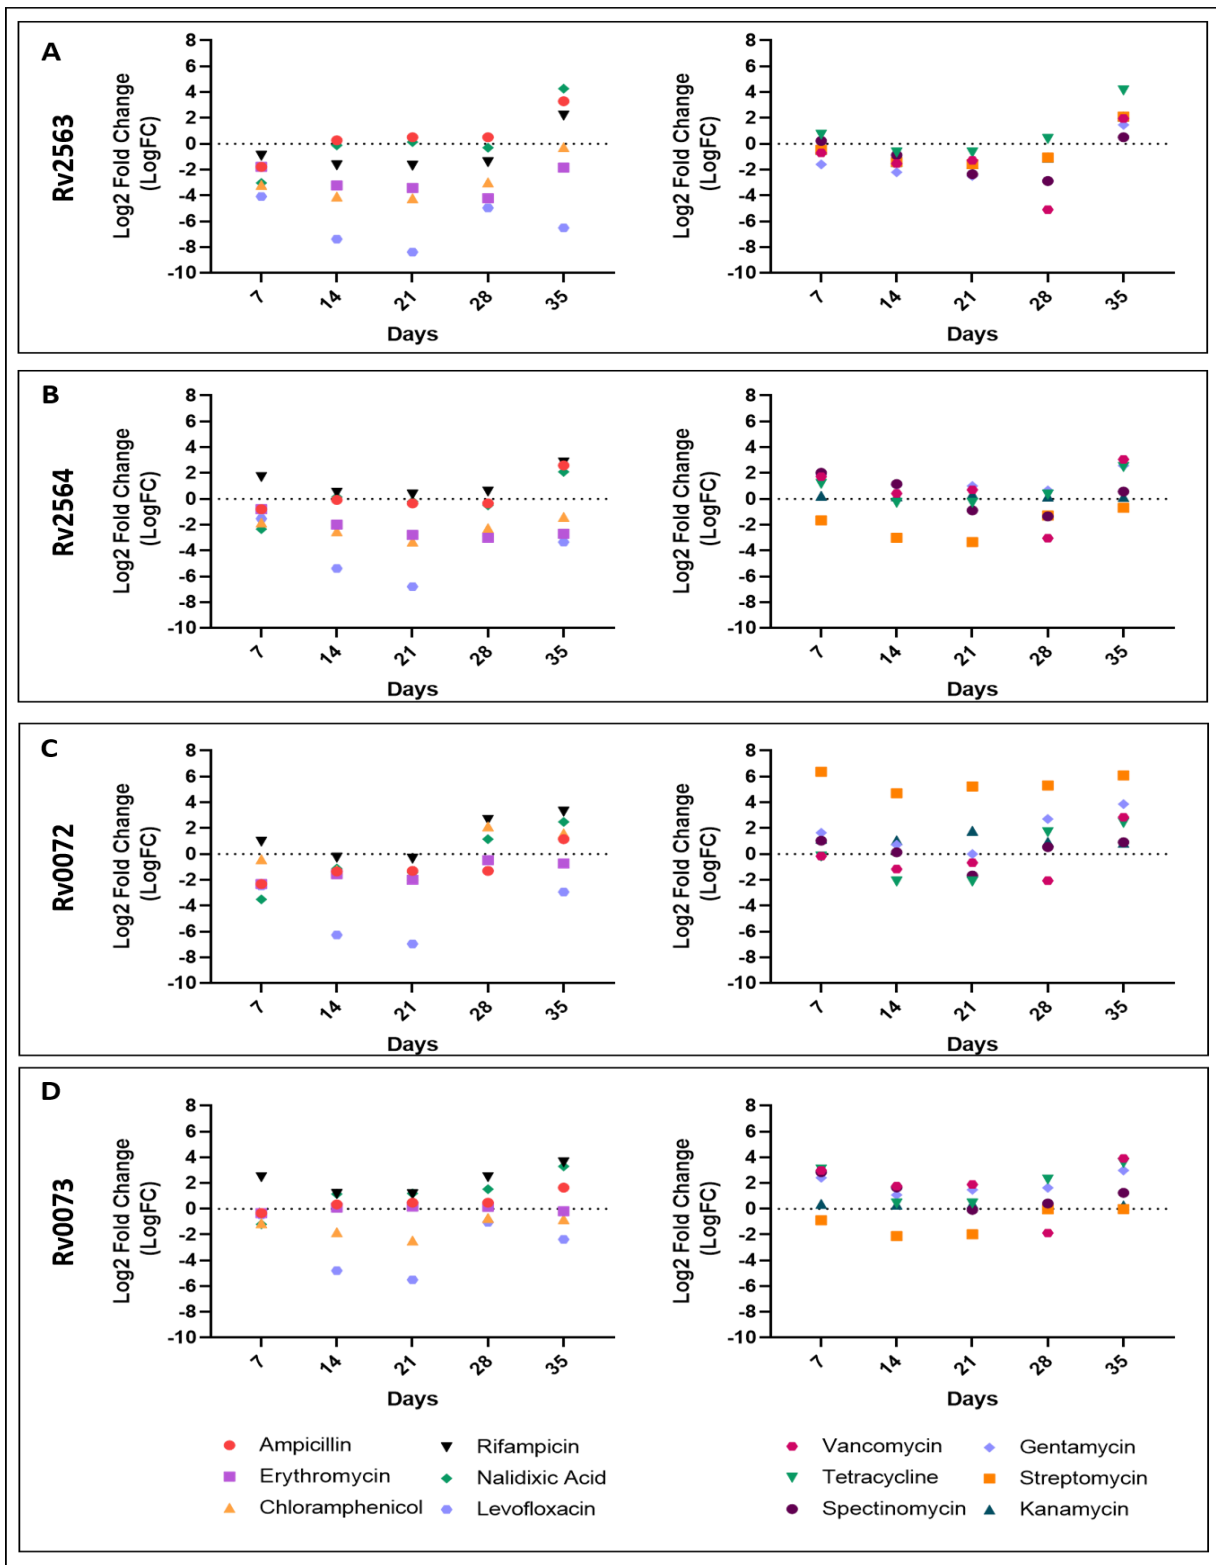 A
Rv2563
Log2 Fold Change
(LogFC)
8
6
4
2
0
-2
-4
-6
-8
-10
7
14
21
28
35
Days
Log2 Fold Change
(LogFC)
8
6
4
2
0
-2
-4
-6
-8
-10
7
14
21
28
35
Days
B
Rv2564
Log2 Fold Change
(LogFC)
8
6
4
2
0
-2
-4
-6
-8
-10
7
14
21
28
35
Days
Log2 Fold Change
(LogFC)
8
6
4
2
0
-2
-4
-6
-8
-10
7
14
21
28
35
Days
C
Rv0072
Log2 Fold Change
(LogFC)
8
6
4
2
0
-2
-4
-6
-8
-10
7
14
21
28
35
Days
Log2 Fold Change
(LogFC)
8
6
4
2
0
-2
-4
-6
-8
-10
7
14
21
28
35
Days
D
Rv0073
Log2 Fold Change
(LogFC)
8
6
4
2
0
-2
-4
-6
-8
-10
7
14
21
28
35
Days
Log2 Fold Change
(LogFC)
8
6
4
2
0
-2
-4
-6
-8
-10
7
14
21
28
35
Days
Ampicillin
Erythromycin
Chloramphenicol
Rifampicin
Nalidixic Acid
Levofloxacin
Vancomycin
Tetracycline
Spectinomycin
Gentamycin
Streptomycin
Kanamycin